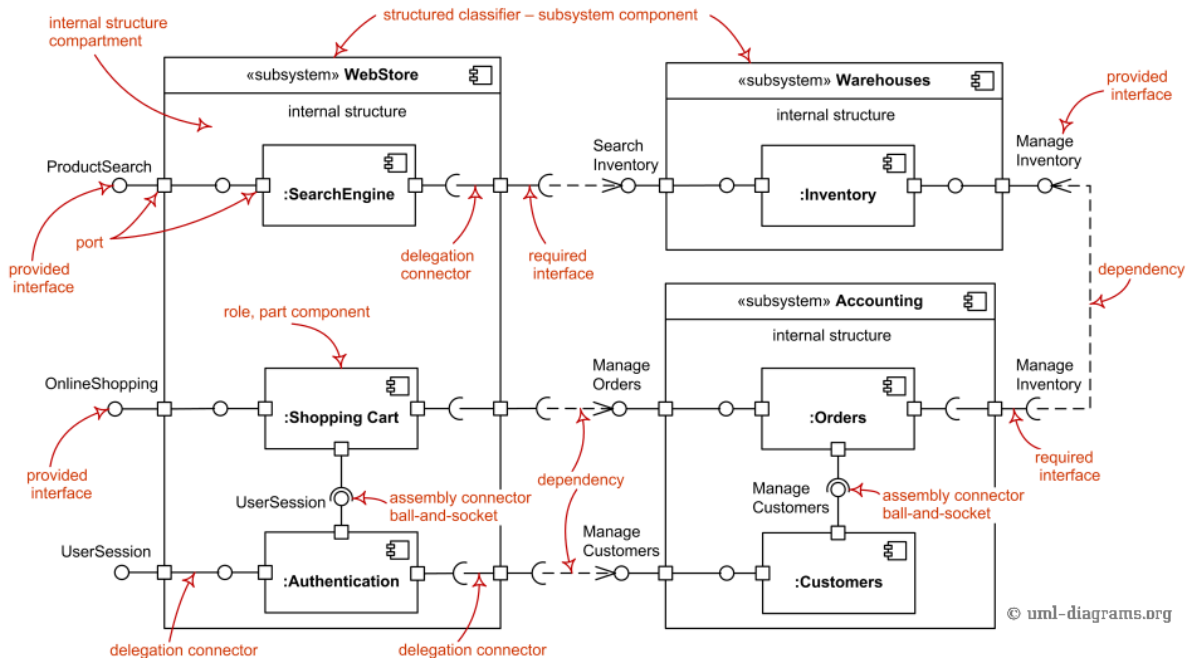 structured classifier – subsystem component
internal structure
compartment
«subsystem» WebStore
internal structure
«subsystem» Warehouses
internal structure
provided
interface
ProductSearch
:SearchEngine
Search
Inventory
:Inventory
Manage
Inventory
port
provided
interface
delegation
connector
required
interface
dependency
role, part component
«subsystem» Accounting
internal structure
OnlineShopping
:Shopping Cart
Manage
Orders
:Orders
Manage
Inventory
provided
interface
dependency
required
interface
UserSession
assembly connector
ball-and-socket
Manage
Customers
assembly connector
ball-and-socket
UserSession
:Authentication
Manage
Customers
:Customers
© uml-diagrams.org
delegation connector
delegation connector